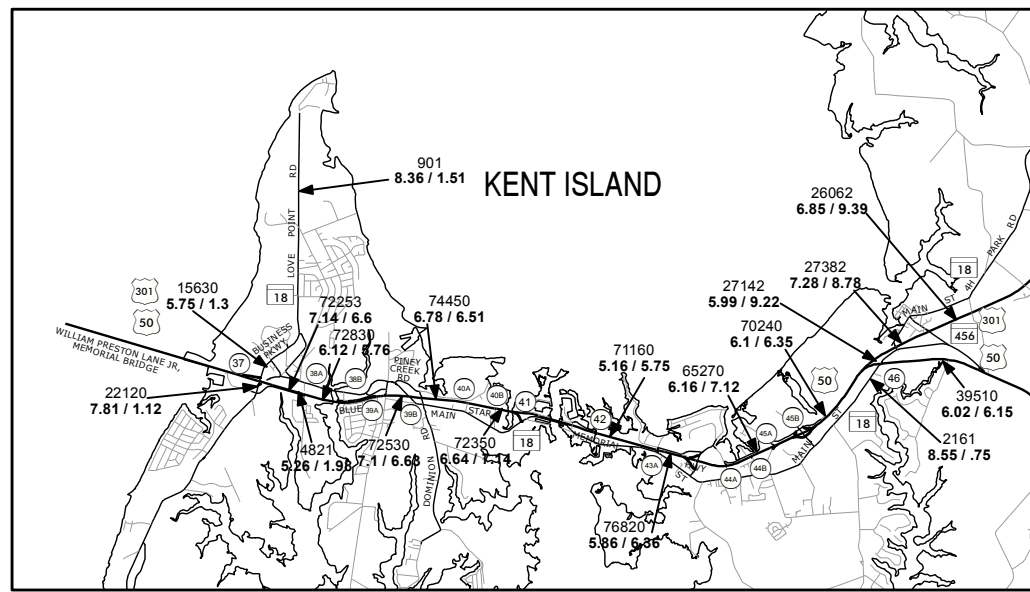 KENT ISLAND
901
8.36 / 1.51
LOVE POINT RD
301
50
15630
5.75 / 1.3
18
72253
7.14 / 6.6
74450
6.78 / 6.51
72830
6.12 / 8.76
WILLIAM PRESTON LANE JR,
MEMORIAL BRIDGE
37
BUSINESS
PKWY
38A
38B
PINEY
CREEK
RD
22120
7.81 / 1.12
4821
5.26 / 1.98
BLUE
39A
39B
MAIN
STAR
40A
40B
41
72530
7.1 / 6.63
DOMINION
RD
72350
6.64 / 7.14
18
MEMORIAL
HWY
42
71160
5.16 / 5.75
43A
ST
76820
5.86 / 6.36
65270
6.16 / 7.12
44A
44B
45A
45B
MAIN
ST
70240
6.1 / 6.35
50
27142
5.99 / 9.22
27382
7.28 / 8.78
26062
6.85 / 9.39
18
4H
PARK
RD
MAIN
ST
301
456
50
46
18
39510
6.02 / 6.15
2161
8.55 / .75